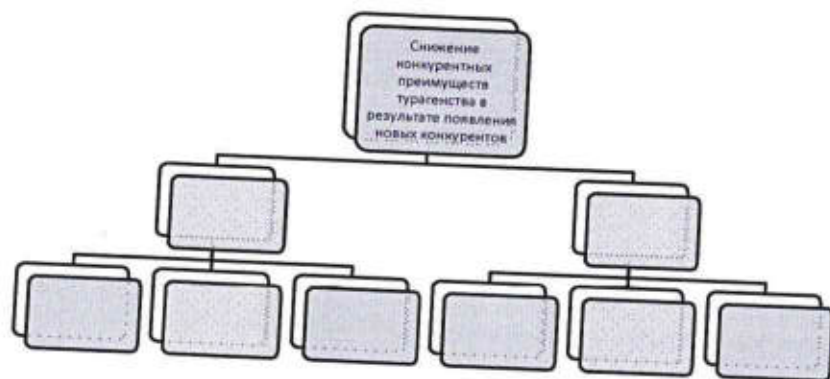 Снижение
конкурентных
преимуществ
турагенства в
результате появления
новых конкурентов